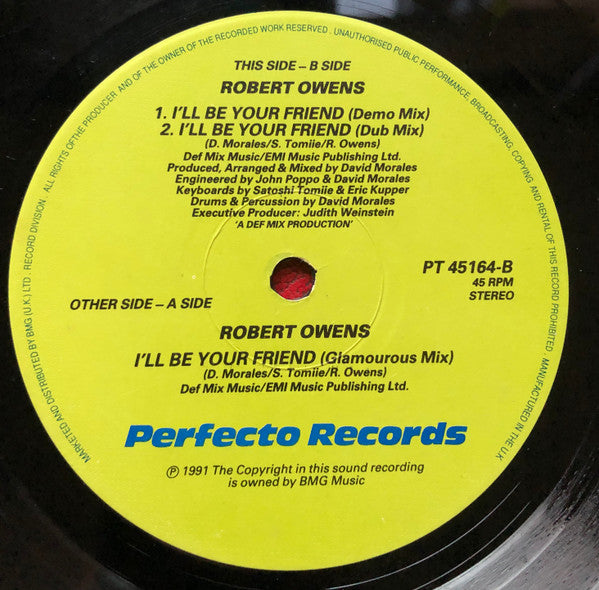 MARKETED AND DISTRIBUTED BY BMG (U.K.) LTD. RECORD DIVISION. ALL RIGHTS OF THE PRODUCER AND OF THE OWNER OF THE RECORDED WORK RESERVED. UNAUTHORISED PUBLIC PERFORMANCE, BROADCASTING, COPYING AND RENTAL OF THIS RECORD PROHIBITED. MANUFACTURED IN THE U.K.
THIS SIDE – B SIDE
ROBERT OWENS
1. I'LL BE YOUR FRIEND (Demo Mix)
2. I'LL BE YOUR FRIEND (Dub Mix)
(D. Morales/S. Tomiie/R. Owens)
Def Mix Music/EMI Music Publishing Ltd.
Produced, Arranged & Mixed by David Morales
Engineered by John Poppo & David Morales
Keyboards by Satoshi Tomiie & Eric Kupper
Drums & Percussion by David Morales
Executive Producer: Judith Weinstein
'A DEF MIX PRODUCTION'
PT 45164-B
45 RPM
STEREO
OTHER SIDE – A SIDE
ROBERT OWENS
I'LL BE YOUR FRIEND (Glamourous Mix)
(D. Morales/S. Tomiie/R. Owens)
Def Mix Music/EMI Music Publishing Ltd.
Perfecto Records
Ⓟ 1991 The Copyright in this sound recording
is owned by BMG Music